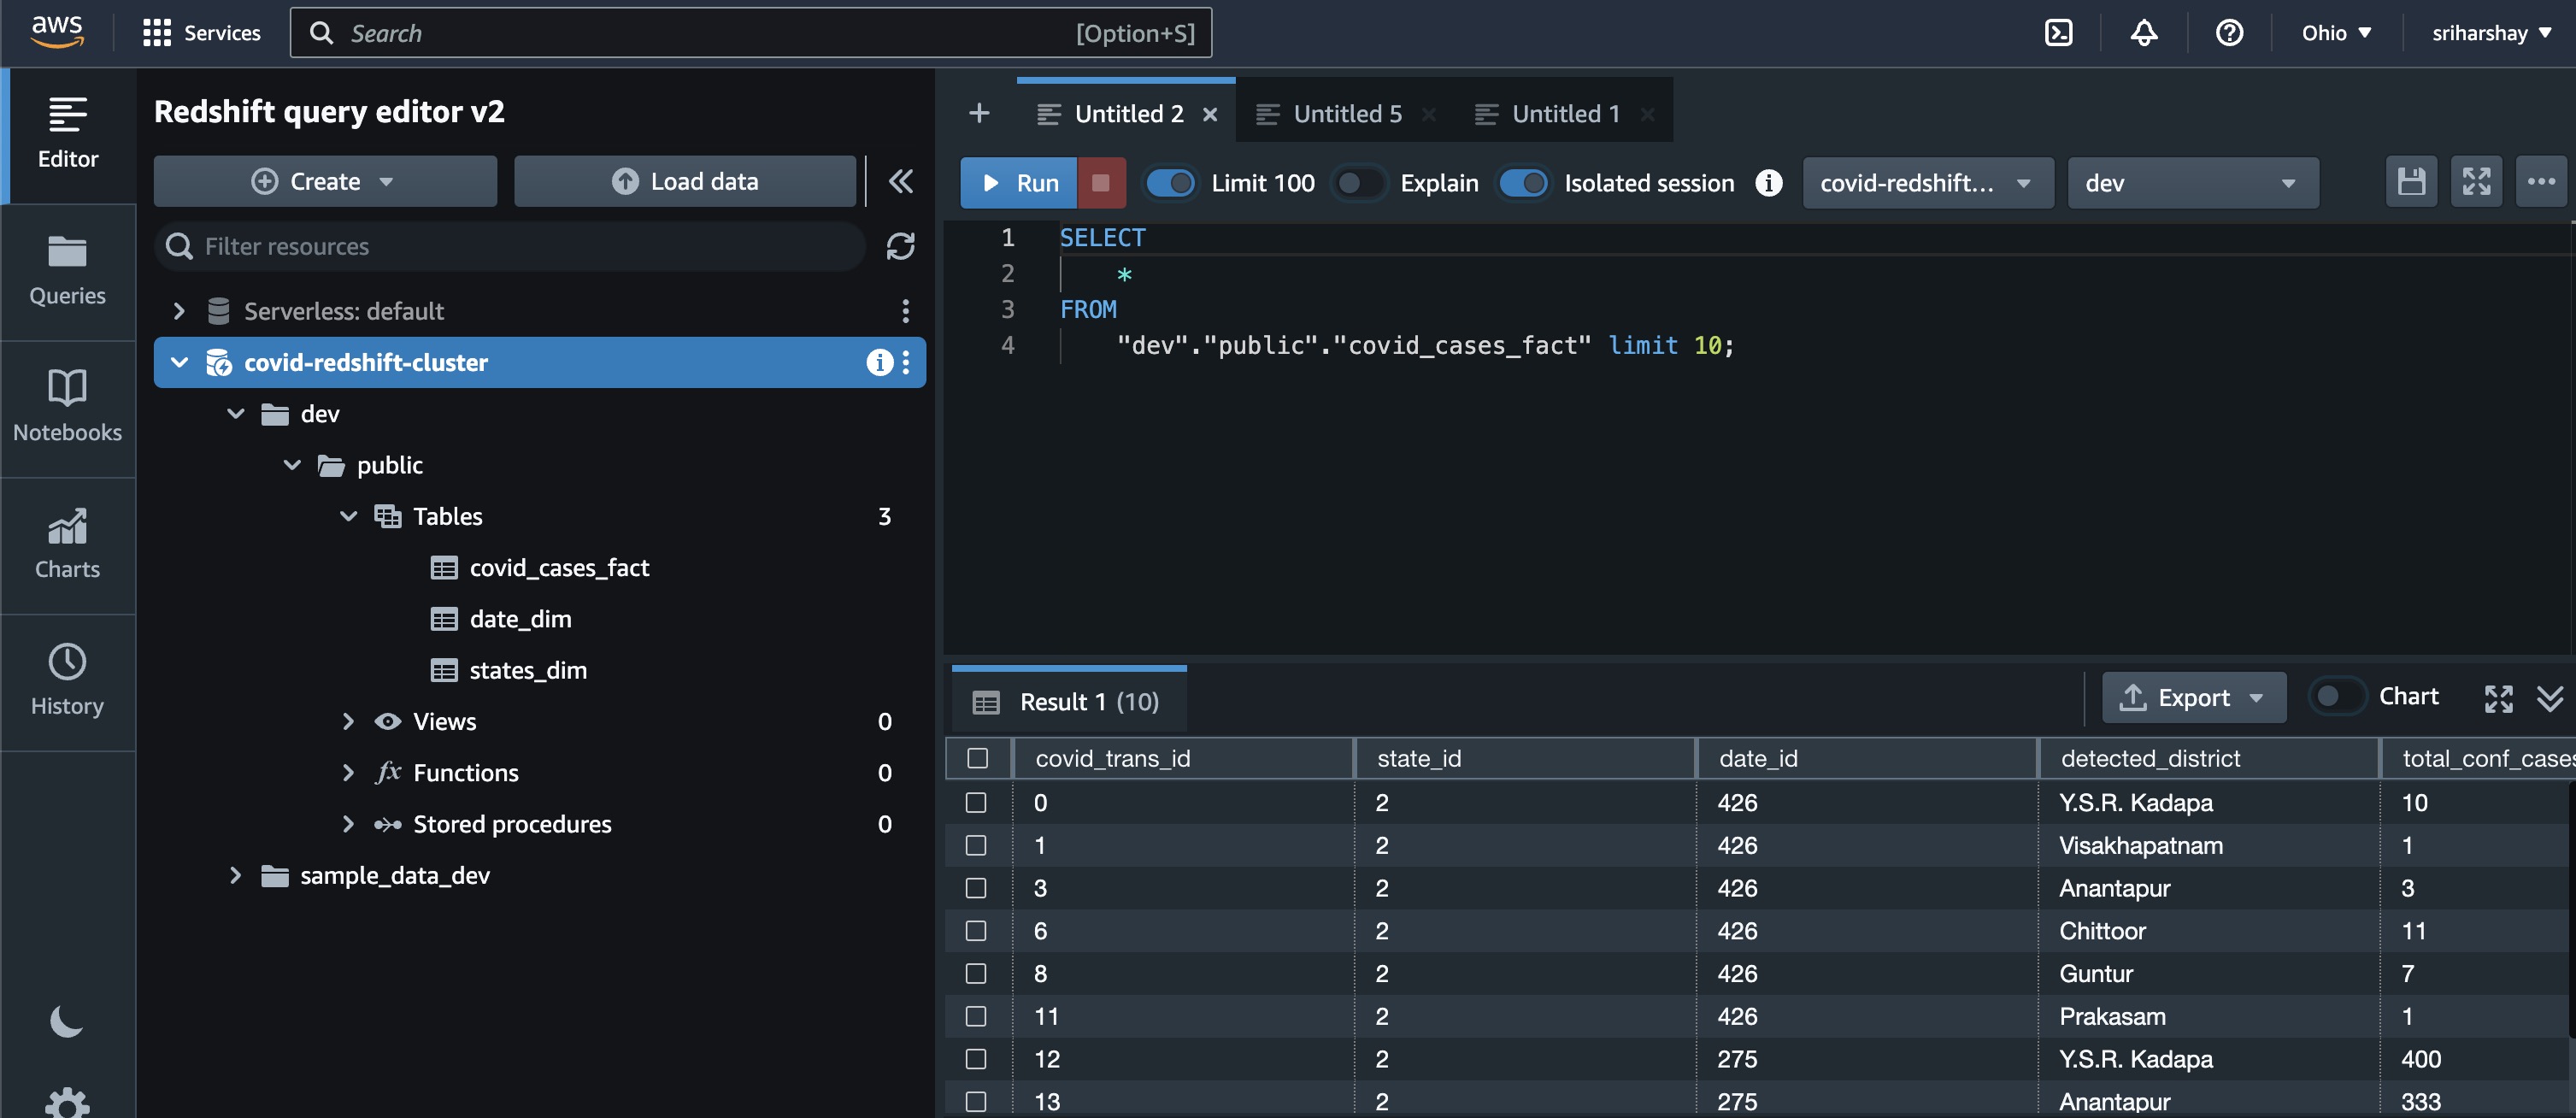 aws
Services
Search
[Option+S]
Ohio
sriharshay
Editor
Queries
Notebooks
Charts
History
Redshift query editor v2
Create
Load data
Filter resources
Serverless: default
covid-redshift-cluster
dev
public
Tables 3
covid_cases_fact
date_dim
states_dim
Views 0
Functions 0
Stored procedures 0
sample_data_dev
Untitled 2
Untitled 5
Untitled 1
Run
Limit 100
Explain
Isolated session
covid-redshift...
dev
1 SELECT
2 *
3 FROM
4 "dev"."public"."covid_cases_fact" limit 10;
Result 1 (10)
Export
Chart
covid_trans_id state_id date_id detected_district total_conf_cases
0 2 426 Y.S.R. Kadapa 10
1 2 426 Visakhapatnam 1
3 2 426 Anantapur 3
6 2 426 Chittoor 11
8 2 426 Guntur 7
11 2 426 Prakasam 1
12 2 275 Y.S.R. Kadapa 400
13 2 275 Anantapur 333